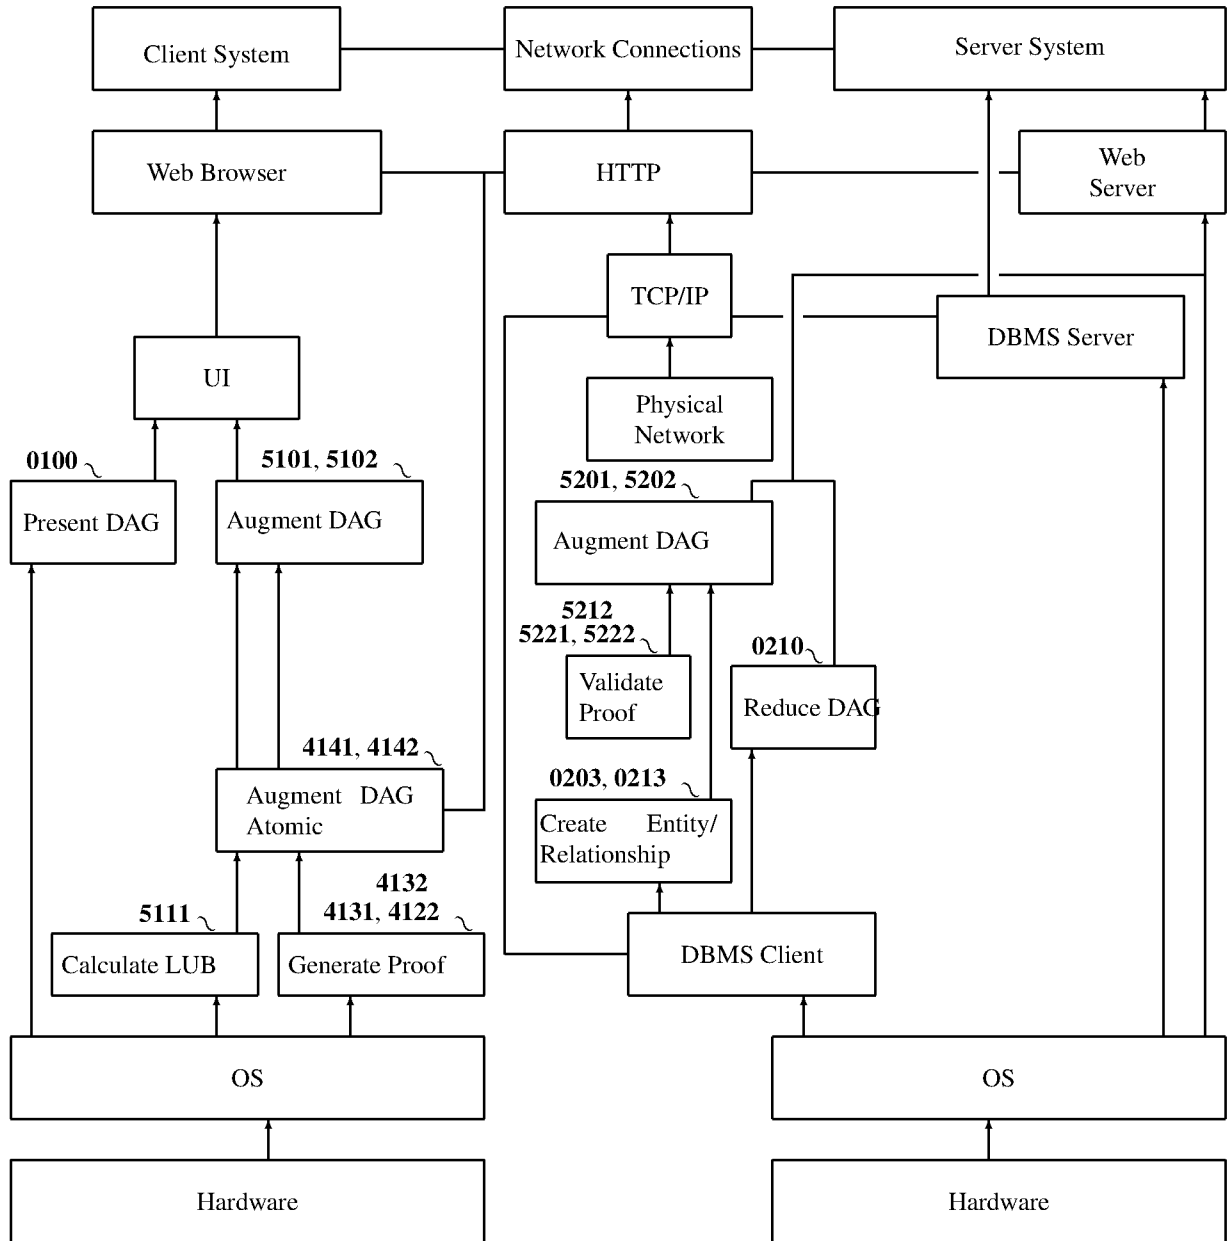 Client System
Network Connections
Server System
Web Browser
HTTP
Web
Server
TCP/IP
DBMS Server
UI
Physical
Network
0100
5101, 5102
5201, 5202
Present DAG
Augment DAG
Augment DAG
5212
5221, 5222
0210
Validate
Proof
Reduce DAG
4141, 4142
0203, 0213
Augment DAG
Atomic
Create Entity/
Relationship
4132
5111
4131, 4122
Calculate LUB
Generate Proof
DBMS Client
OS
OS
Hardware
Hardware